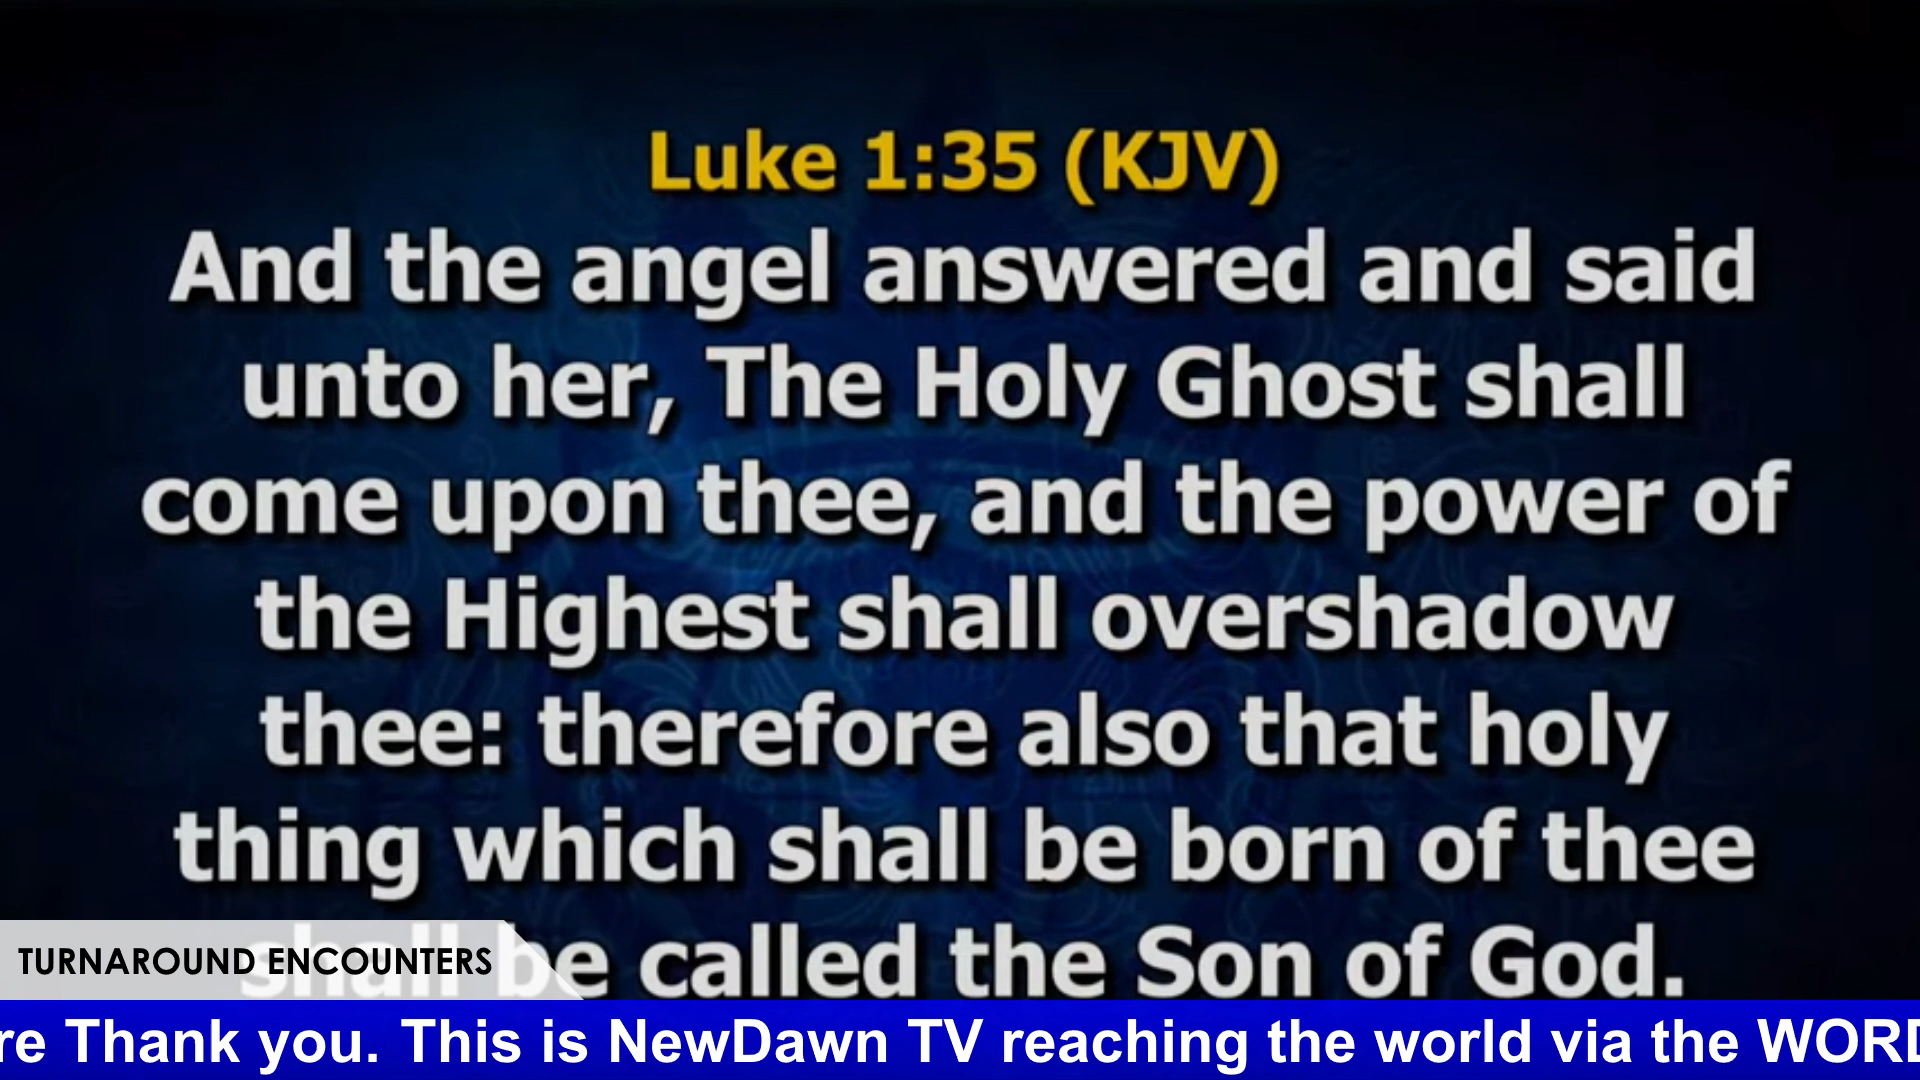 Luke 1:35 (KJV)
And the angel answered and said
unto her, The Holy Ghost shall
come upon thee, and the power of
the Highest shall overshadow
thee: therefore also that holy
thing which shall be born of thee
shall be called the Son of God.
TURNAROUND ENCOUNTERS
re Thank you. This is NewDawn TV reaching the world via the WORD